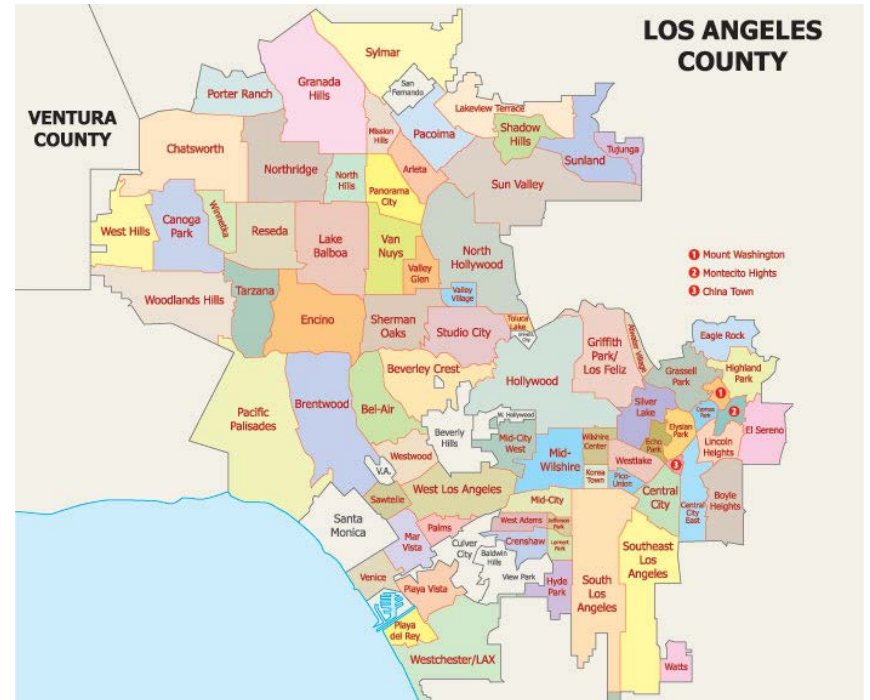 LOS ANGELES
COUNTY
VENTURA
COUNTY
Sylmar
San
Fernando
Granada
Hills
Porter Ranch
Lakeview Terrace
Mission
Hills
Pacoima
Shadow
Hills
Chatsworth
Northridge
North
Hills
Arleta
Sunland
Tujunga
Panorama
City
Sun Valley
West Hills
Canoga
Park
Winnetka
Reseda
Lake
Balboa
Van
Nuys
North
Hollywood
Valley
Glen
1 Mount Washington
2 Montecito Hights
3 China Town
Woodlands Hills
Tarzana
Encino
Sherman
Oaks
Valley
Village
Studio City
Toluca
Lake
City
Griffith
Park/
Los Feliz
Atwater Village
Eagle Rock
Grassell
Park
Highland
Park
Beverley Crest
Hollywood
Pacific
Palisades
Brentwood
Bel-Air
Silver
Lake
Cypress
Park
1
2
W. Hollywood
Beverly
Hills
Mid-City
West
Mid-
Wilshire
Wilshire
Center
Echo
Park
Elysian
Park
Lincoln
Heights
El Sereno
Westwood
V.A.
Korea
Town
Westlake
3
Pico-
Union
West Los Angeles
Sawtelle
Mid-City
Central
City
Central
City
East
Boyle
Heights
Santa
Monica
Mar
Vista
Palms
West Adams
Jefferson
Park
Culver
City
Crenshaw
Leimert
Park
Baldwin
Hills
Southeast
Los
Angeles
Venice
Playa Vista
View Park
Hyde
Park
South
Los
Angeles
Playa
del Rey
Westchester/LAX
Watts